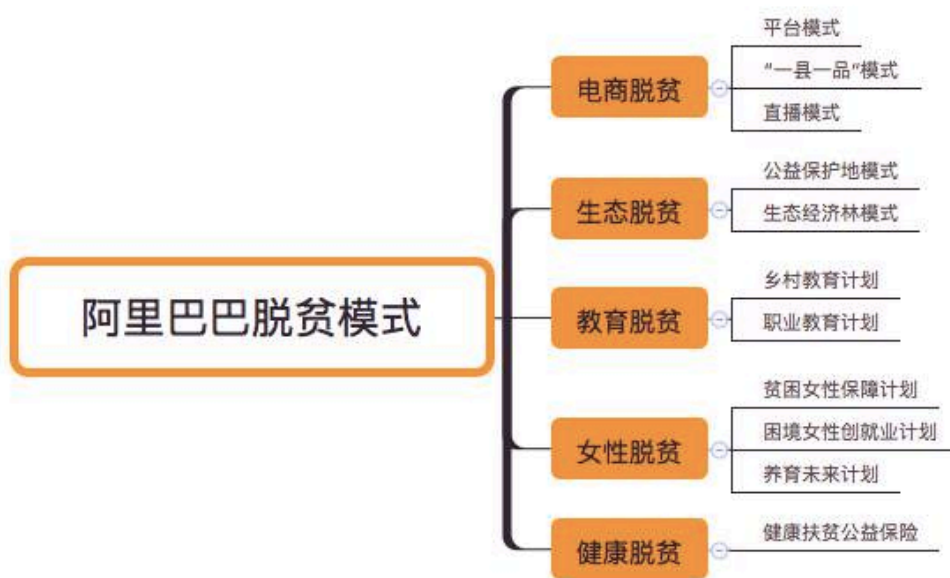 阿里巴巴脱贫模式
电商脱贫
平台模式
“一县一品”模式
直播模式
生态脱贫
公益保护地模式
生态经济林模式
教育脱贫
乡村教育计划
职业教育计划
女性脱贫
贫困女性保障计划
困境女性创就业计划
养育未来计划
健康脱贫
健康扶贫公益保险